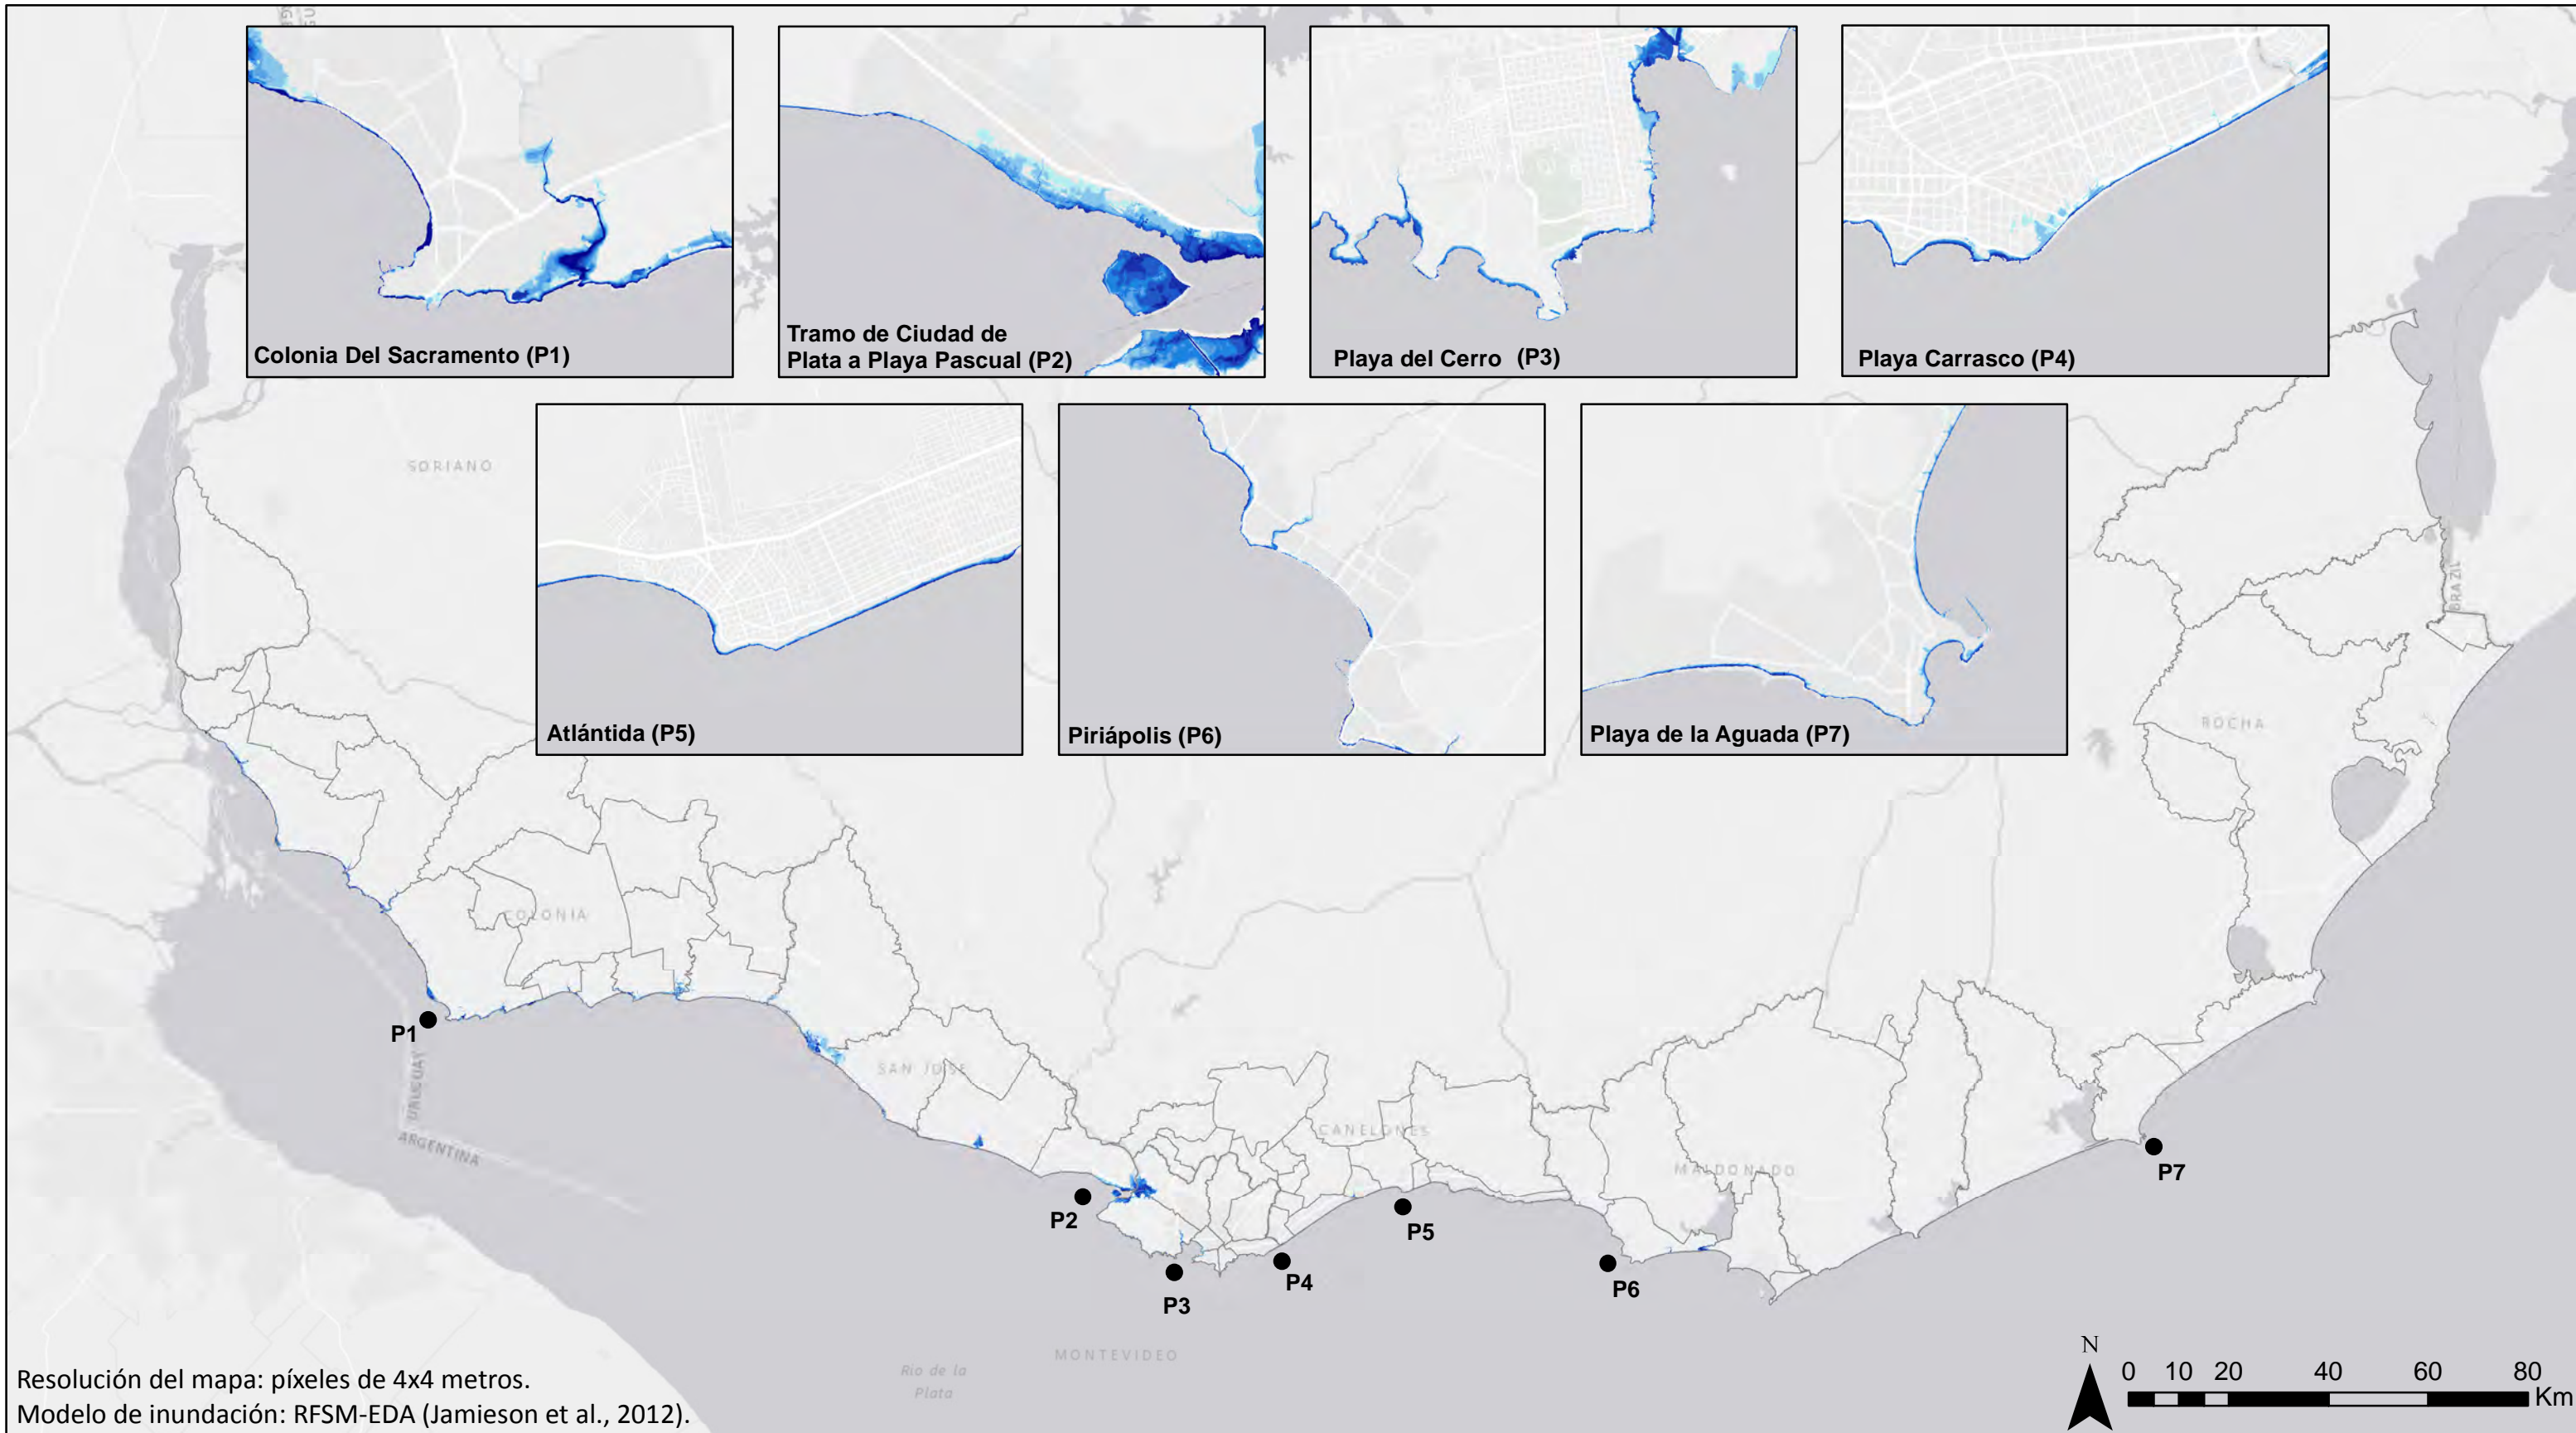 Colonia Del Sacramento (P1)
Tramo de Ciudad de
Plata a Playa Pascual (P2)
Playa del Cerro (P3)
Playa Carrasco (P4)
Atlántida (P5)
Piriápolis (P6)
Playa de la Aguada (P7)
SORIANO
BRAZIL
ROCHA
COLONIA
P1
URUGUAY
ARGENTINA
SAN JOSE
CANELONES
MALDONADO
P2
P3
P4
P5
P6
P7
MONTEVIDEO
Rio de la
Plata
Resolución del mapa: píxeles de 4x4 metros.
Modelo de inundación: RFSM-EDA (Jamieson et al., 2012).
N
0 10 20 40 60 80
Km